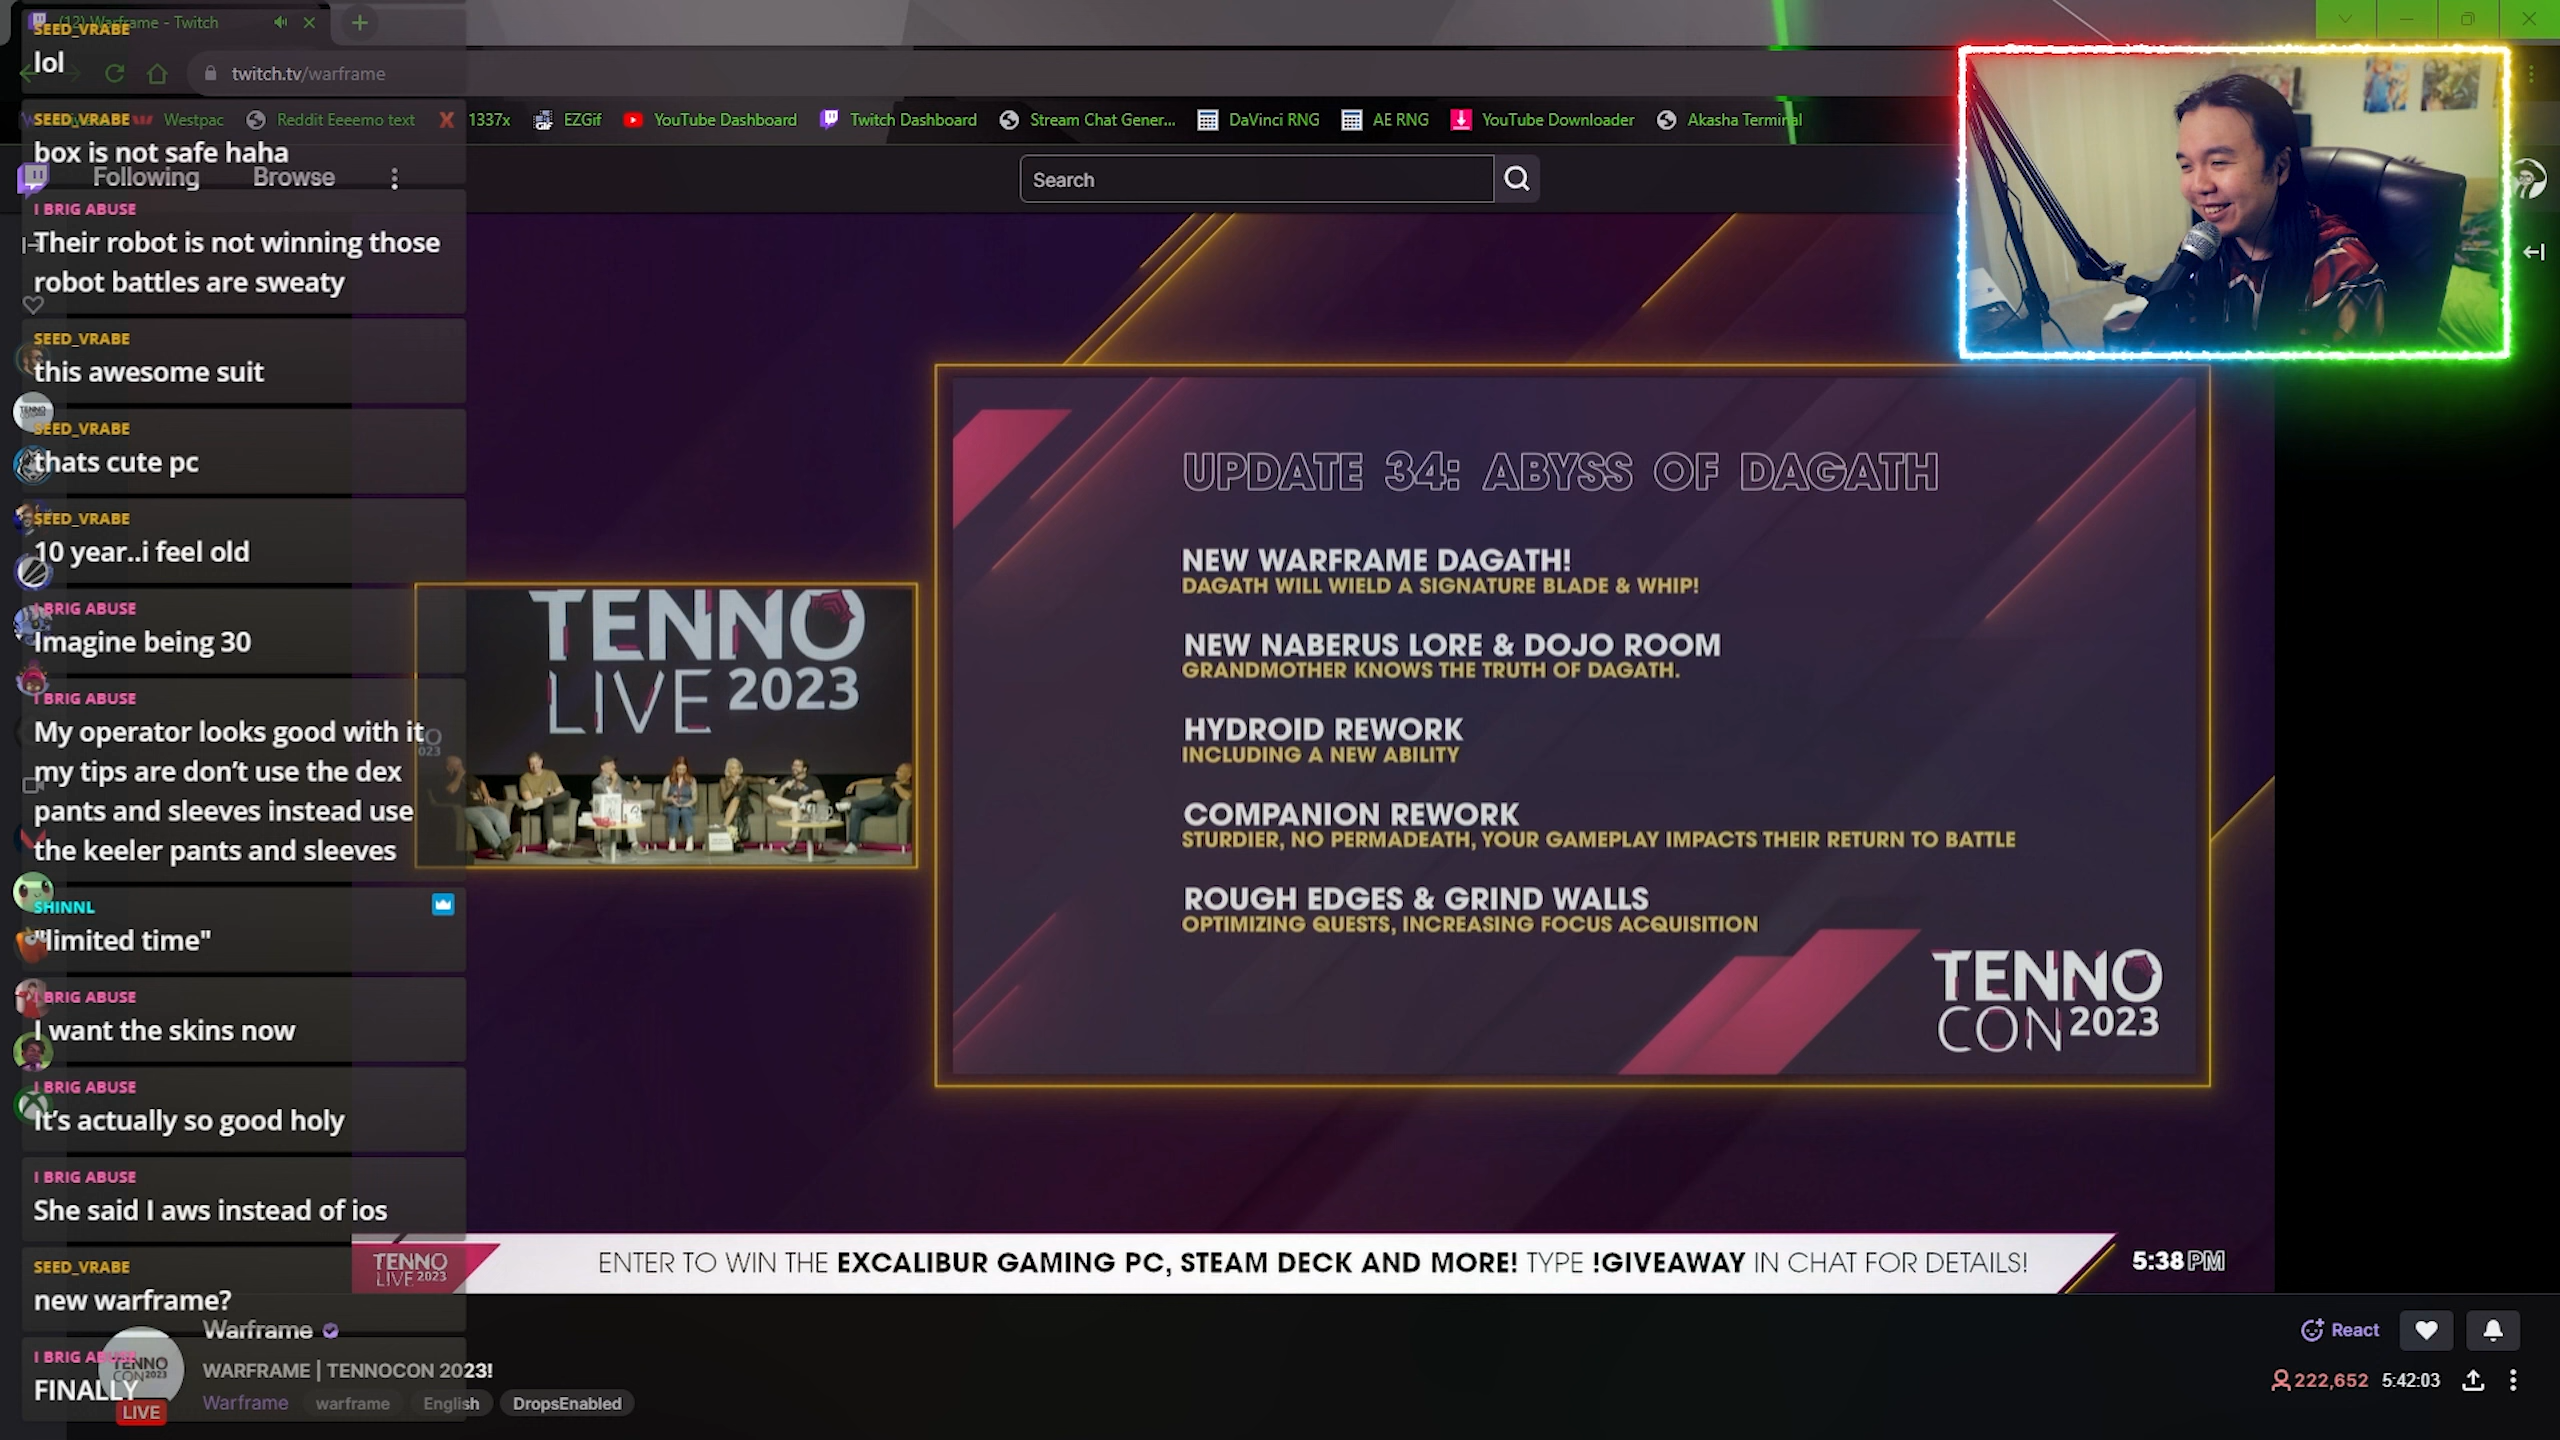 (12) Warframe - Twitch
twitch.tv/warframe
Westpac
Reddit Eeeemo text
1337x
EZGif
YouTube Dashboard
Twitch Dashboard
Stream Chat Gener...
DaVinci RNG
AE RNG
YouTube Downloader
Akasha Terminal
Following
Browse
Search
SEED_VRABE
lol
SEED_VRABE
box is not safe haha
I BRIG ABUSE
Their robot is not winning those
robot battles are sweaty
SEED_VRABE
this awesome suit
SEED_VRABE
thats cute pc
SEED_VRABE
10 year..i feel old
I BRIG ABUSE
Imagine being 30
I BRIG ABUSE
My operator looks good with it
my tips are don't use the dex
pants and sleeves instead use
the keeler pants and sleeves
SHINNL
"limited time"
I BRIG ABUSE
I want the skins now
I BRIG ABUSE
It's actually so good holy
I BRIG ABUSE
She said I aws instead of ios
SEED_VRABE
new warframe?
I BRIG ABUSE
FINALLY
TENNO
LIVE 2023
UPDATE 34: ABYSS OF DAGATH
NEW WARFRAME DAGATH!
DAGATH WILL WIELD A SIGNATURE BLADE & WHIP!
NEW NABERUS LORE & DOJO ROOM
GRANDMOTHER KNOWS THE TRUTH OF DAGATH.
HYDROID REWORK
INCLUDING A NEW ABILITY
COMPANION REWORK
STURDIER, NO PERMADEATH, YOUR GAMEPLAY IMPACTS THEIR RETURN TO BATTLE
ROUGH EDGES & GRIND WALLS
OPTIMIZING QUESTS, INCREASING FOCUS ACQUISITION
TENNO
CON 2023
TENNO
LIVE 2023
ENTER TO WIN THE EXCALIBUR GAMING PC, STEAM DECK AND MORE! TYPE !GIVEAWAY IN CHAT FOR DETAILS!
5:38 PM
TENNO
CON 2023
LIVE
Warframe
WARFRAME | TENNOCON 2023!
Warframe
warframe
English
DropsEnabled
React
222,652
5:42:03